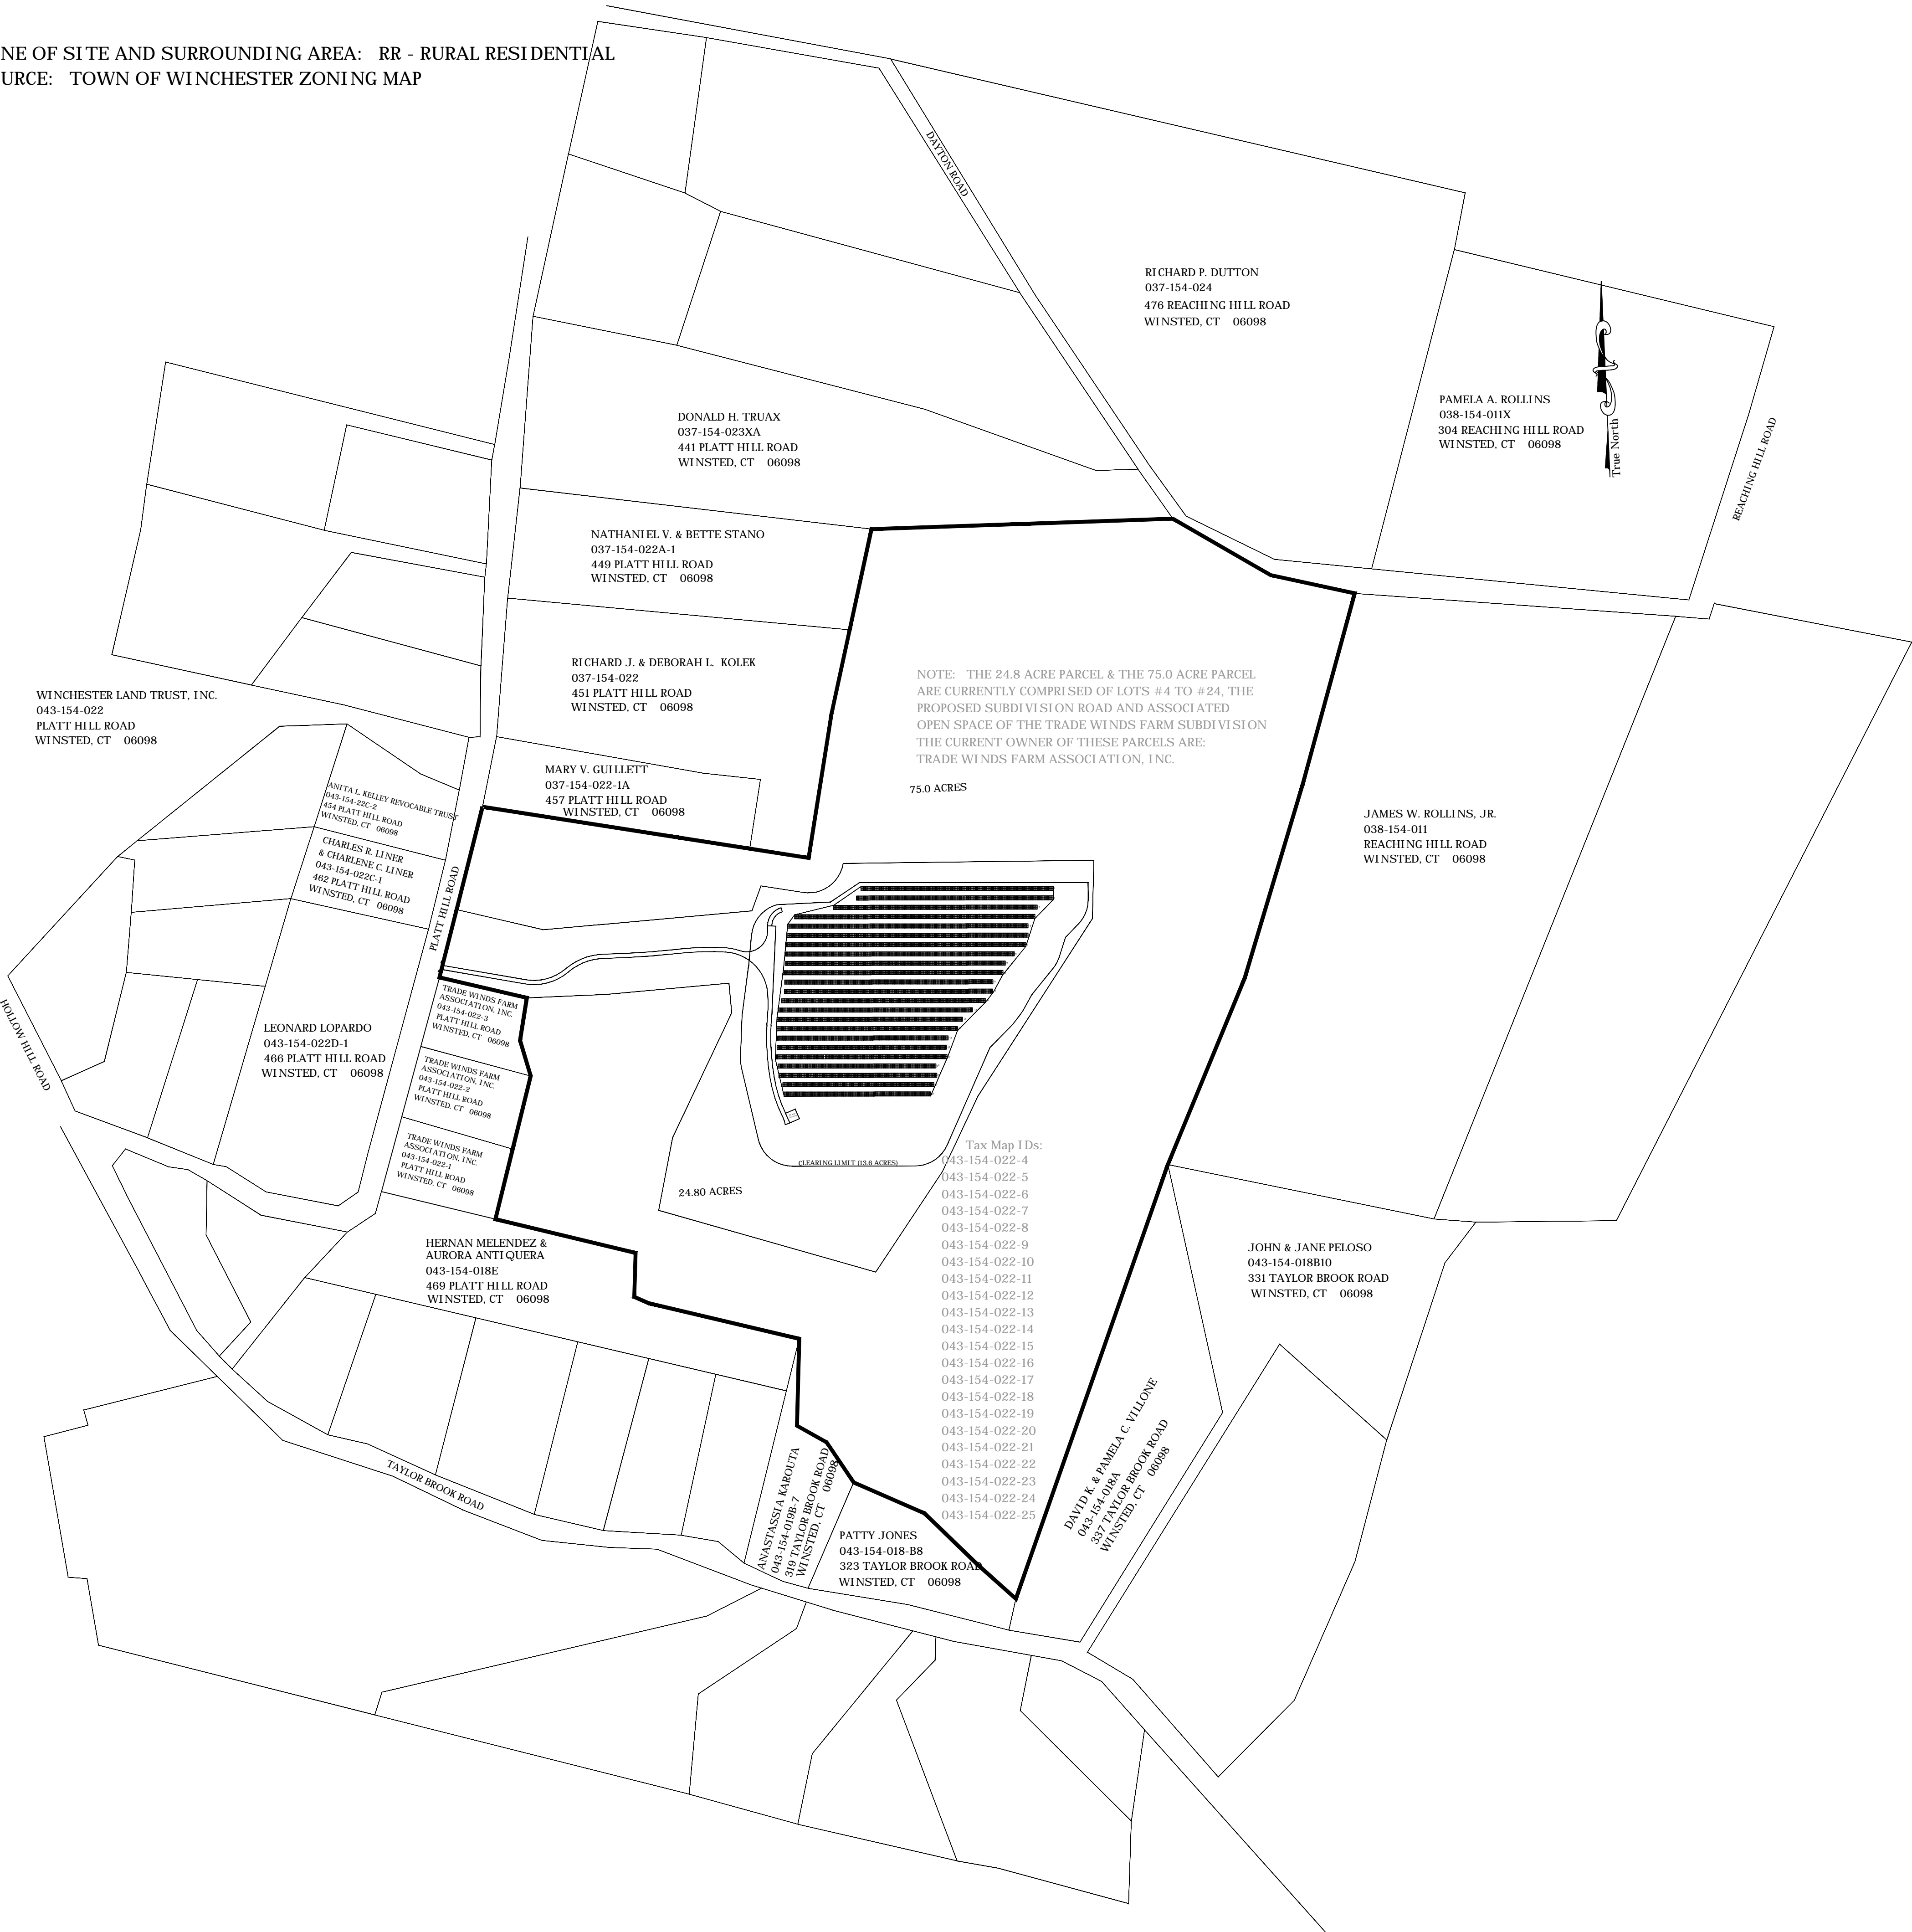 NE OF SITE AND SURROUNDING AREA: RR - RURAL RESIDENTIAL
URCE: TOWN OF WINCHESTER ZONING MAP
DAYTON ROAD
RICHARD P. DUTTON
037-154-024
476 REACHING HILL ROAD
WINSTED, CT 06098
PAMELA A. ROLLINS
038-154-011X
304 REACHING HILL ROAD
WINSTED, CT 06098
True North
REACHING HILL ROAD
DONALD H. TRUAX
037-154-023XA
441 PLATT HILL ROAD
WINSTED, CT 06098
NATHANIEL V. & BETTE STANO
037-154-022A-1
449 PLATT HILL ROAD
WINSTED, CT 06098
RICHARD J. & DEBORAH L. KOLEK
037-154-022
451 PLATT HILL ROAD
WINSTED, CT 06098
NOTE: THE 24.8 ACRE PARCEL & THE 75.0 ACRE PARCEL
ARE CURRENTLY COMPRISED OF LOTS #4 TO #24, THE
PROPOSED SUBDIVISION ROAD AND ASSOCIATED
OPEN SPACE OF THE TRADE WINDS FARM SUBDIVISION
THE CURRENT OWNER OF THESE PARCELS ARE:
TRADE WINDS FARM ASSOCIATION, INC.
75.0 ACRES
WINCHESTER LAND TRUST, INC.
043-154-022
PLATT HILL ROAD
WINSTED, CT 06098
MARY V. GUILLETT
037-154-022-1A
457 PLATT HILL ROAD
WINSTED, CT 06098
ANITA L. KELLEY REVOCABLE TRUST
043-154-22C-2
454 PLATT HILL ROAD
WINSTED, CT 06098
CHARLES R. LINER
& CHARLENE C. LINER
043-154-022C-1
462 PLATT HILL ROAD
WINSTED, CT 06098
PLATT HILL ROAD
JAMES W. ROLLINS, JR.
038-154-011
REACHING HILL ROAD
WINSTED, CT 06098
HOLLOW HILL ROAD
LEONARD LOPARDO
043-154-022D-1
466 PLATT HILL ROAD
WINSTED, CT 06098
TRADE WINDS FARM
ASSOCIATION, INC.
043-154-022-3
PLATT HILL ROAD
WINSTED, CT 06098
TRADE WINDS FARM
ASSOCIATION, INC.
043-154-022-2
PLATT HILL ROAD
WINSTED, CT 06098
TRADE WINDS FARM
ASSOCIATION, INC.
043-154-022-1
PLATT HILL ROAD
WINSTED, CT 06098
CLEARING LIMIT (13.6 ACRES)
24.80 ACRES
Tax Map IDs:
043-154-022-4
043-154-022-5
043-154-022-6
043-154-022-7
043-154-022-8
043-154-022-9
043-154-022-10
043-154-022-11
043-154-022-12
043-154-022-13
043-154-022-14
043-154-022-15
043-154-022-16
043-154-022-17
043-154-022-18
043-154-022-19
043-154-022-20
043-154-022-21
043-154-022-22
043-154-022-23
043-154-022-24
043-154-022-25
HERNAN MELENDEZ &
AURORA ANTIQUERA
043-154-018E
469 PLATT HILL ROAD
WINSTED, CT 06098
JOHN & JANE PELOSO
043-154-018B10
331 TAYLOR BROOK ROAD
WINSTED, CT 06098
DAVID K. & PAMELA C. VILLONE
043-154-018A
337 TAYLOR BROOK ROAD
WINSTED, CT 06098
TAYLOR BROOK ROAD
ANASTASSIA KAROUTA
043-154-019B-7
319 TAYLOR BROOK ROAD
WINSTED, CT 06098
PATTY JONES
043-154-018-B8
323 TAYLOR BROOK ROAD
WINSTED, CT 06098